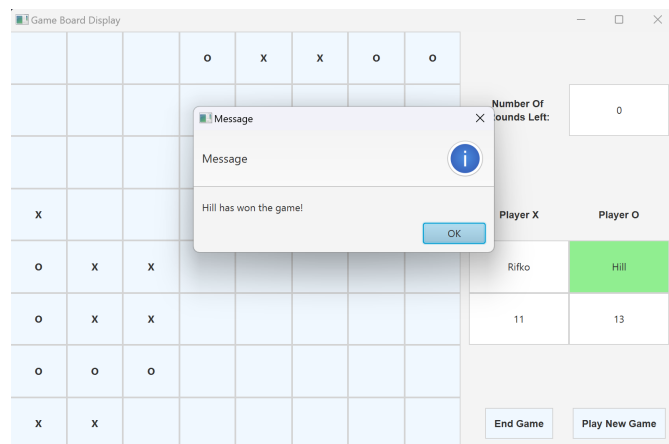 Game Board Display
O X X O O
Number Of
ounds Left:
0
Message
Message
Hill has won the game!
OK
X
Player X Player O
O X X
Rifko Hill
O X X
11 13
O O O
X X
End Game Play New Game